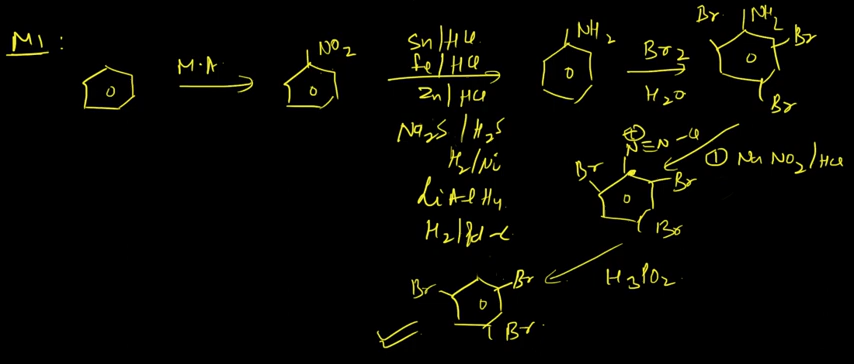 M1 :
M.A
NO2
Sn/HCl
Fe/HCl
Zn/HCl
Na2S/H2S
H2/Ni
LiAlH4
H2/Pd-C
NH2
Br2
H2O
Br NH2 Br
Br
① NaNO2/HCl
⊕
N≡N-Cl
Br Br
Br
H3PO2
Br Br
Br